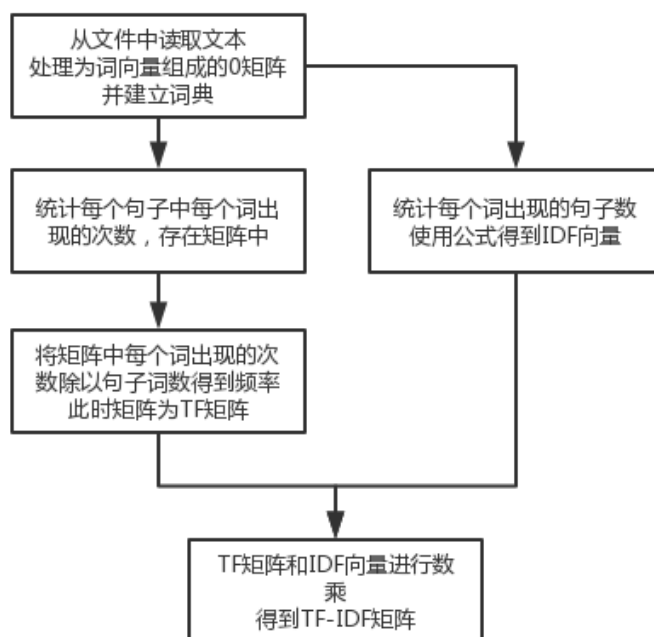 从文件中读取文本
处理为词向量组成的0矩阵
并建立词典
统计每个句子中每个词出
现的次数，存在矩阵中
统计每个词出现的句子数
使用公式得到IDF向量
将矩阵中每个词出现的次
数除以句子词数得到频率
此时矩阵为TF矩阵
TF矩阵和IDF向量进行数
乘
得到TF-IDF矩阵